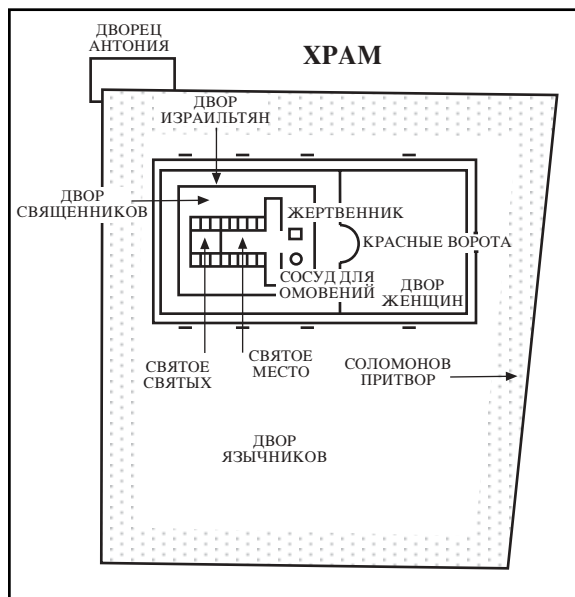 ДВОРЕЦ
АНТОНИЯ
ХРАМ
ДВОР
ИЗРАИЛЬТЯН
ДВОР
СВЯЩЕННИКОВ
ЖЕРТВЕННИК
КРАСНЫЕ ВОРОТА
СОСУД ДЛЯ
ОМОВЕНИЙ
ДВОР
ЖЕНЩИН
СВЯТОЕ
СВЯТЫХ
СВЯТОЕ
МЕСТО
СОЛОМОНОВ
ПРИТВОР
ДВОР
ЯЗЫЧНИКОВ